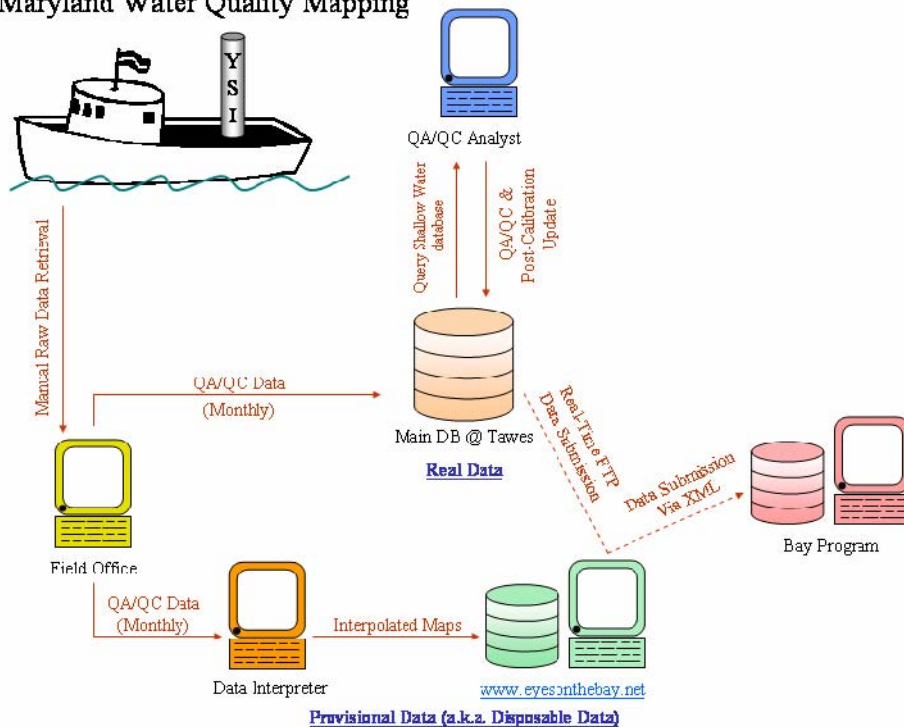 Maryland Water Quality Mapping
Y
S
I
QA/QC Analyst
Manual Raw Data Retrieval
Query Shallow Water
database
QA/QC &
Post-Calibration
Update
QA/QC Data
(Monthly)
Main DB @ Tawes
Real Data
Real-Time FTP
Data Submission
Data Submission
Via XML
Bay Program
Field Office
QA/QC Data
(Monthly)
Interpolated Maps
Data Interpreter
www.eyesonthebay.net
Provisional Data (a.k.a. Disposable Data)